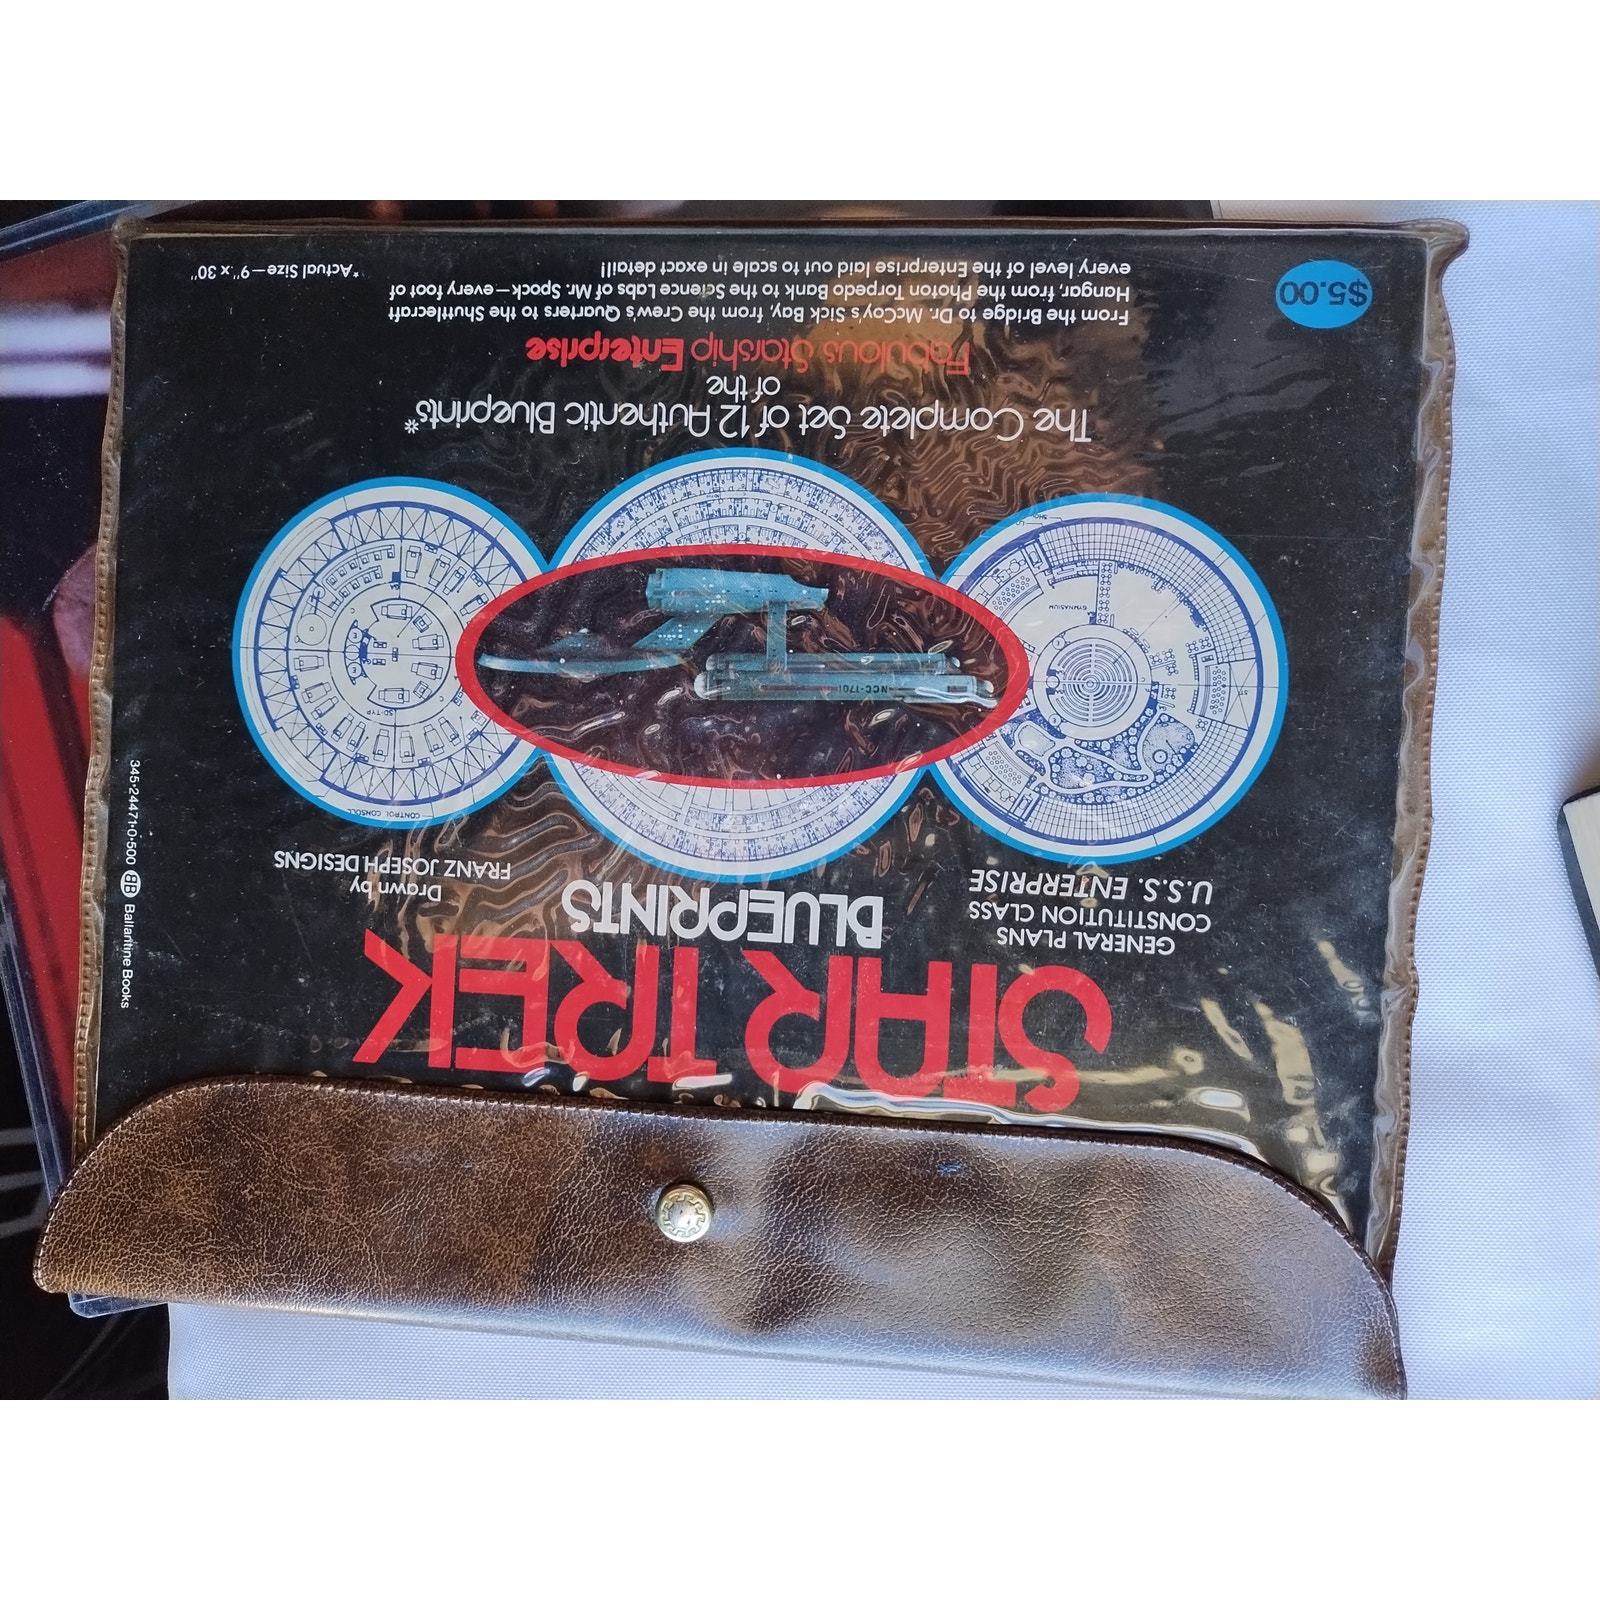 STAR TREK
BLUEPRINTS
GENERAL PLANS
CONSTITUTION CLASS
U.S.S. ENTERPRISE
Drawn by
FRANZ JOSEPH DESIGNS
CONTROL CONSOLE
GYMNASIUM
NCC-1701
The Complete Set of 12 Authentic Blueprints*
of the
Fabulous Starship Enterprise
From the Bridge to Dr. McCoy's Sick Bay, from the Crew's Quarters to the Shuttlecraft
Hangar, from the Photon Torpedo Bank to the Science Labs of Mr. Spock—every foot of
every level of the Enterprise laid out to scale in exact detail!
$5.00
*Actual Size—9" x 30"
345-24471-0-500 BB Ballantine Books